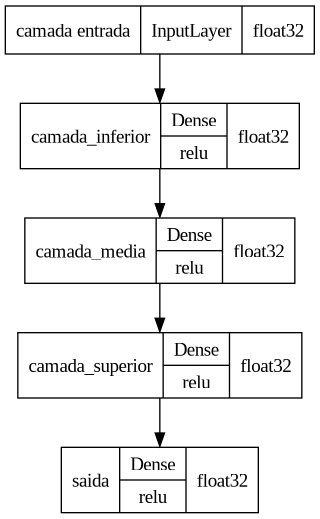 camada entrada InputLayer float32
camada_inferior Dense relu float32
camada_media Dense relu float32
camada_superior Dense relu float32
saida Dense relu float32